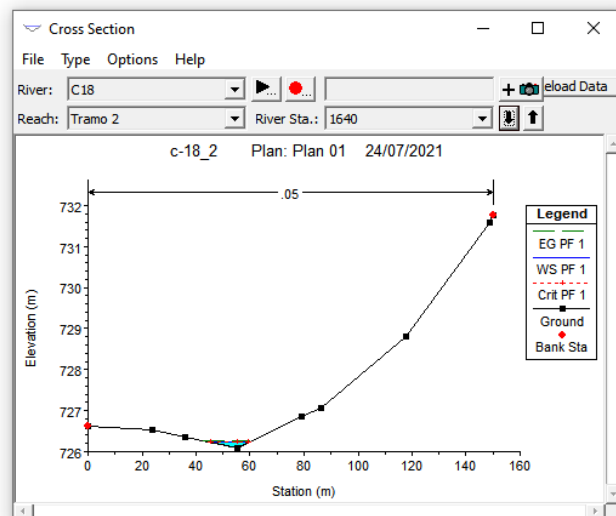 Cross Section
File Type Options Help
River: C18 eload Data
Reach: Tramo 2 River Sta.: 1640
c-18_2 Plan: Plan 01 24/07/2021
.05
732
731
730
729
728
727
726
0 20 40 60 80 100 120 140 160
Elevation (m)
Station (m)
Legend
EG PF 1
WS PF 1
Crit PF 1
Ground
Bank Sta